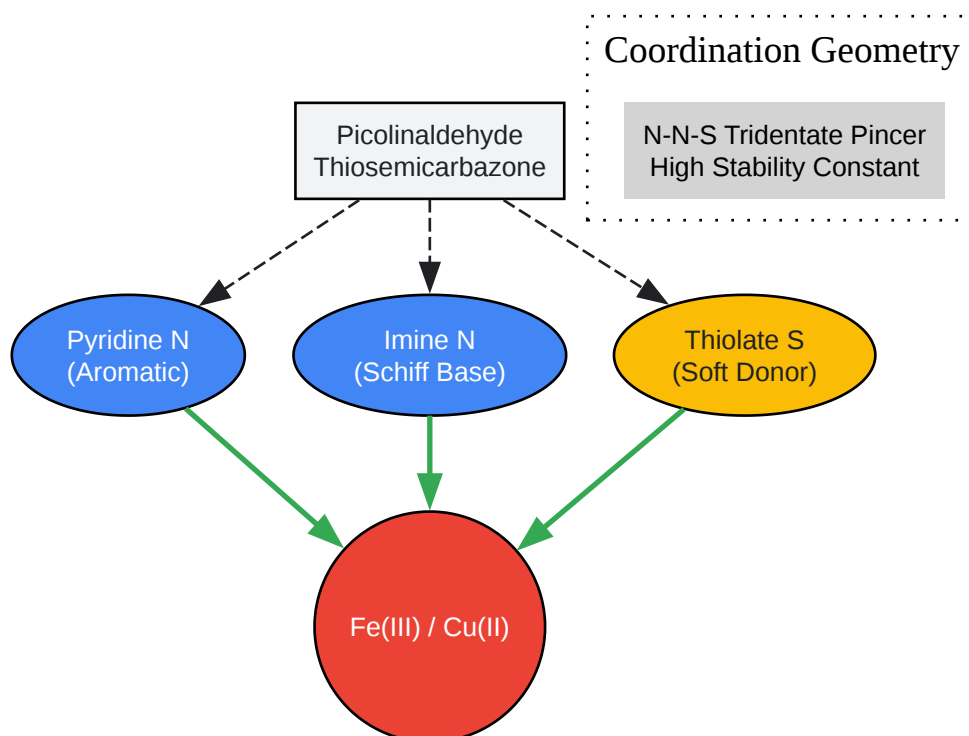 Coordination Geometry
Picolinaldehyde
Thiosemicarbazone
N-N-S Tridentate Pincer
High Stability Constant
Pyridine N
(Aromatic)
Imine N
(Schiff Base)
Thiolate S
(Soft Donor)
Fe(III) / Cu(II)